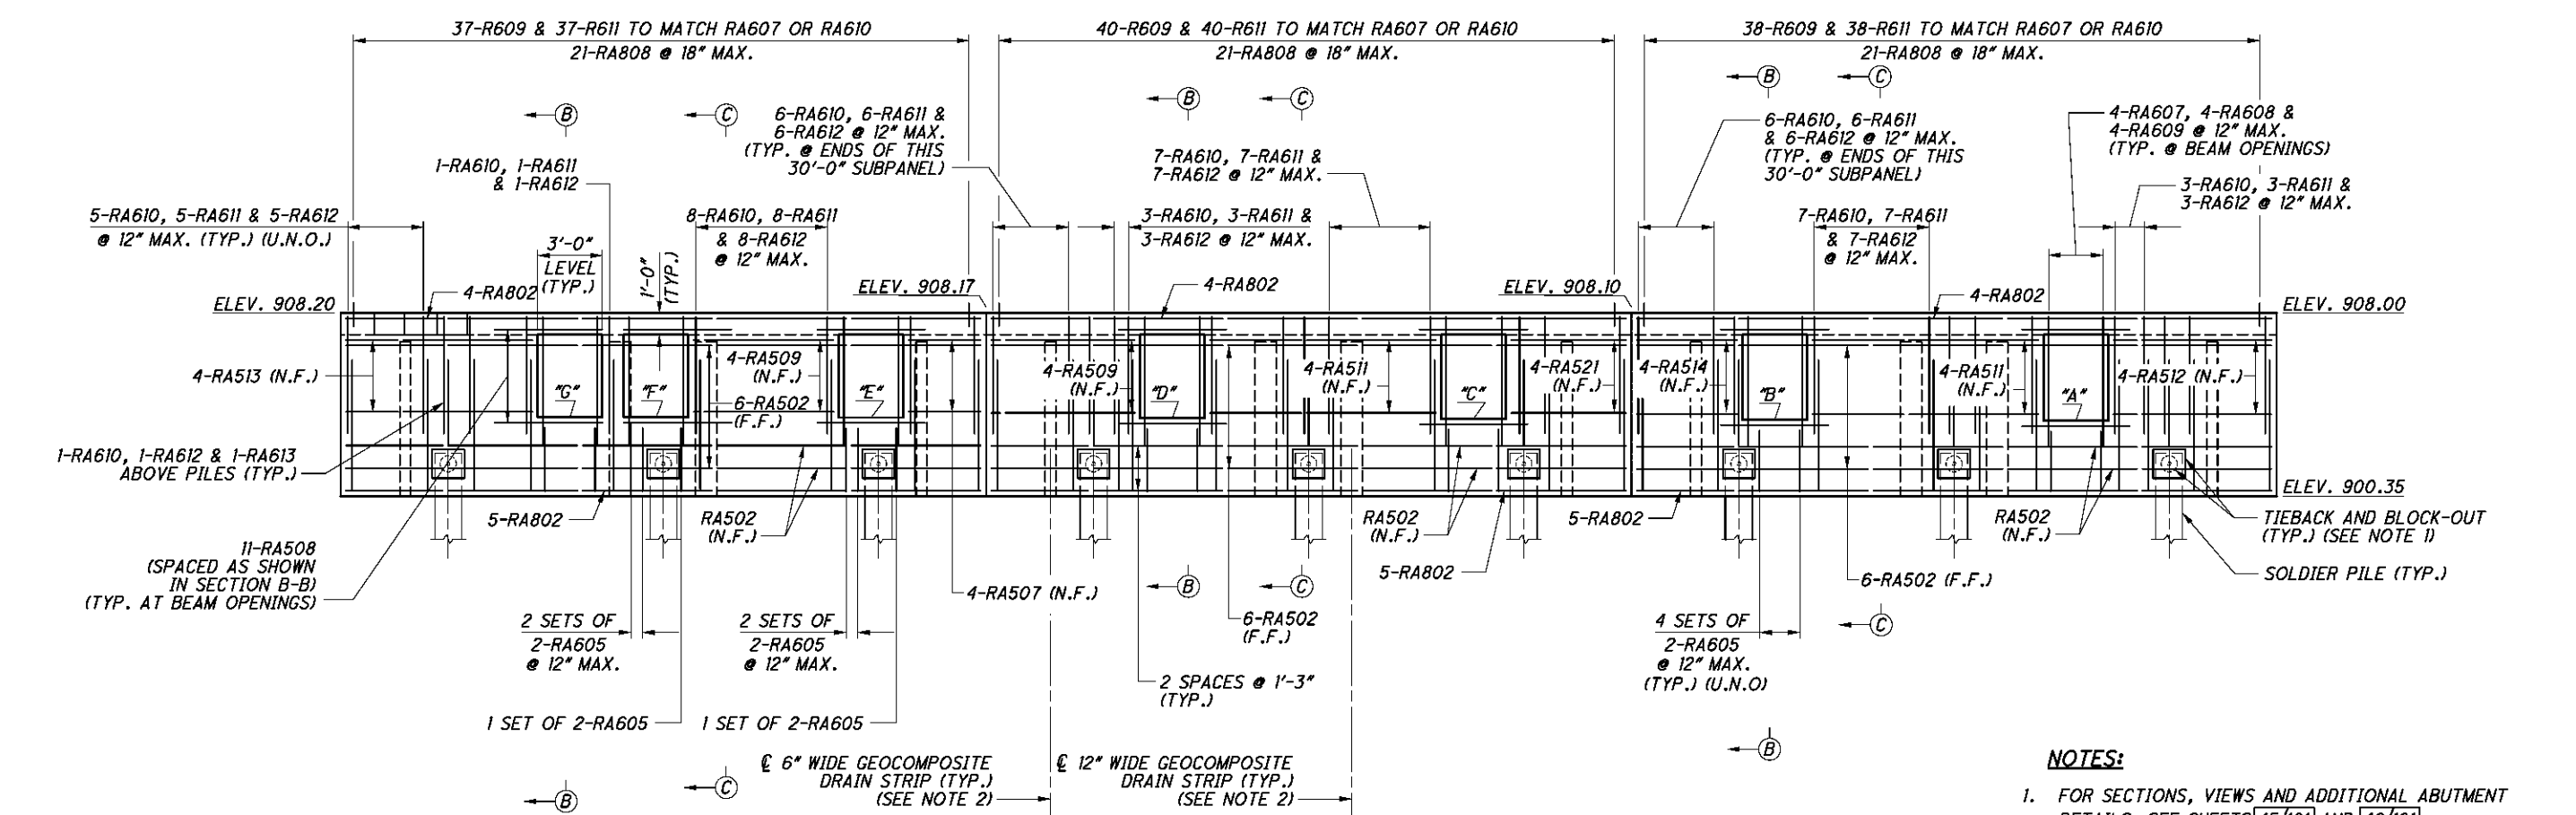 37-R609 & 37-R611 TO MATCH RA607 OR RA610
21-RA808 @ 18" MAX.
40-R609 & 40-R611 TO MATCH RA607 OR RA610
21-RA808 @ 18" MAX.
38-R609 & 38-R611 TO MATCH RA607 OR RA610
21-RA808 @ 18" MAX.
B
C
B
C
B
C
6-RA610, 6-RA611 &
6-RA612 @ 12" MAX.
(TYP. @ ENDS OF THIS
30'-0" SUBPANEL)
1-RA610, 1-RA611
& 1-RA612
7-RA610, 7-RA611 &
7-RA612 @ 12" MAX.
6-RA610, 6-RA611
& 6-RA612 @ 12" MAX.
(TYP. @ ENDS OF THIS
30'-0" SUBPANEL)
4-RA607, 4-RA608 &
4-RA609 @ 12" MAX.
(TYP. @ BEAM OPENINGS)
3-RA610, 3-RA611 &
3-RA612 @ 12" MAX.
5-RA610, 5-RA611 & 5-RA612
@ 12" MAX. (TYP.) (U.N.O.)
3'-0"
LEVEL
(TYP.)
1'-0"
(TYP.)
8-RA610, 8-RA611
& 8-RA612
@ 12" MAX.
3-RA610, 3-RA611 &
3-RA612 @ 12" MAX.
7-RA610, 7-RA611
& 7-RA612
@ 12" MAX.
ELEV. 908.20
4-RA802
ELEV. 908.17
4-RA802
ELEV. 908.10
4-RA802
ELEV. 908.00
4-RA513 (N.F.)
"G"
"F"
4-RA509
(N.F.)
"E"
6-RA502
(F.F.)
4-RA509
(N.F.)
"D"
4-RA511
(N.F.)
"C"
4-RA521
(N.F.)
4-RA514
(N.F.)
"B"
4-RA511
(N.F.)
"A"
4-RA512 (N.F.)
1-RA610, 1-RA612 & 1-RA613
ABOVE PILES (TYP.)
ELEV. 900.35
5-RA802
RA502
(N.F.)
RA502
(N.F.)
5-RA802
5-RA802
RA502
(N.F.)
TIEBACK AND BLOCK-OUT
(TYP.) (SEE NOTE 1)
SOLDIER PILE (TYP.)
11-RA508
(SPACED AS SHOWN
IN SECTION B-B)
(TYP. AT BEAM OPENINGS)
4-RA507 (N.F.)
B
C
6-RA502 (F.F.)
2 SETS OF
2-RA605
@ 12" MAX.
2 SETS OF
2-RA605
@ 12" MAX.
6-RA502
(F.F.)
4 SETS OF
2-RA605
@ 12" MAX.
(TYP.) (U.N.O)
C
2 SPACES @ 1'-3"
(TYP.)
1 SET OF 2-RA605
1 SET OF 2-RA605
B
℄ 6" WIDE GEOCOMPOSITE
DRAIN STRIP (TYP.)
(SEE NOTE 2)
℄ 12" WIDE GEOCOMPOSITE
DRAIN STRIP (TYP.)
(SEE NOTE 2)
B
C
NOTES:
1. FOR SECTIONS, VIEWS AND ADDITIONAL ABUTMENT
DETAILS, SEE SHEETS AND